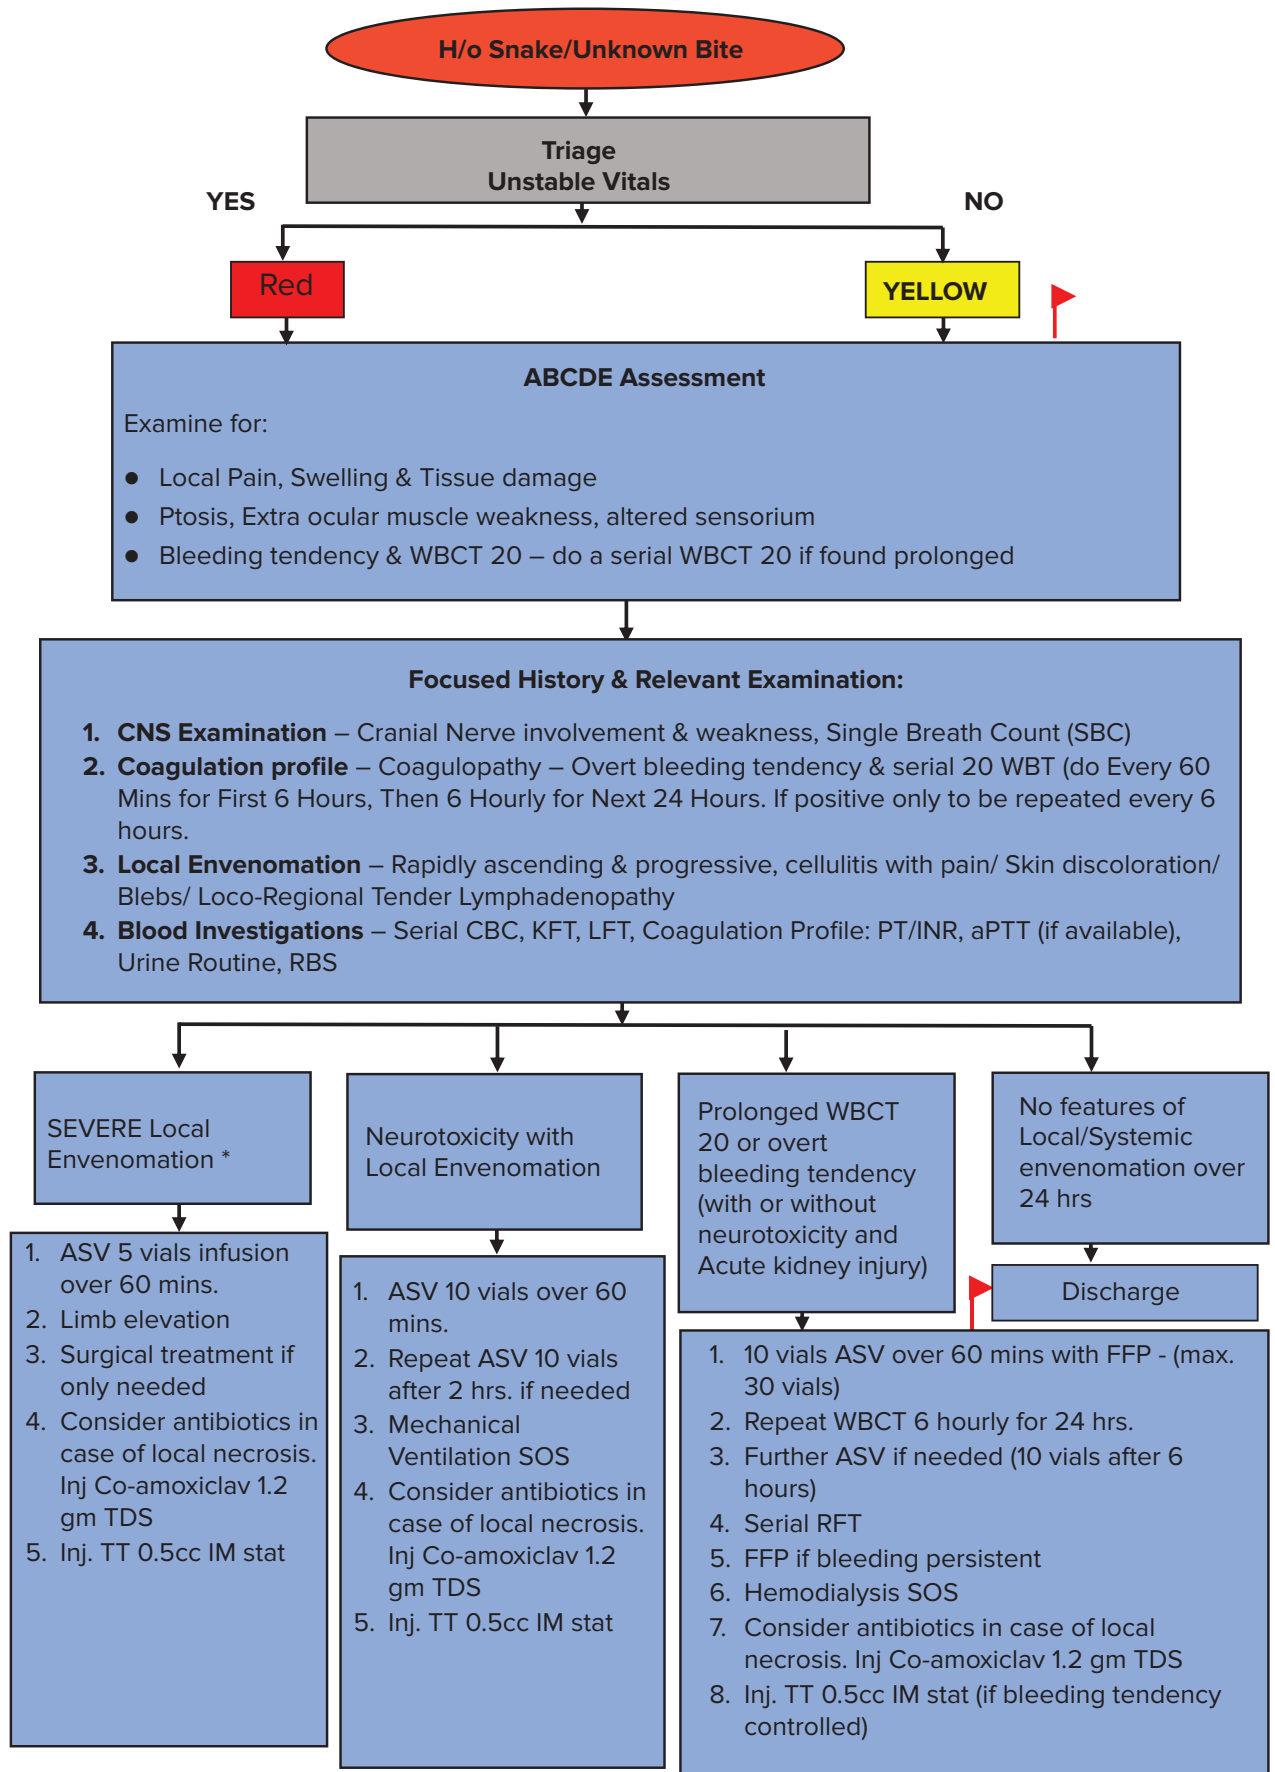 H/o Snake/Unknown Bite
Triage
Unstable Vitals
YES
NO
Red
YELLOW
ABCDE Assessment
Examine for:
● Local Pain, Swelling & Tissue damage
● Ptosis, Extra ocular muscle weakness, altered sensorium
● Bleeding tendency & WBCT 20 – do a serial WBCT 20 if found prolonged
Focused History & Relevant Examination:
1. CNS Examination – Cranial Nerve involvement & weakness, Single Breath Count (SBC)
2. Coagulation profile – Coagulopathy – Overt bleeding tendency & serial 20 WBT (do Every 60
Mins for First 6 Hours, Then 6 Hourly for Next 24 Hours. If positive only to be repeated every 6
hours.
3. Local Envenomation – Rapidly ascending & progressive, cellulitis with pain/ Skin discoloration/
Blebs/ Loco-Regional Tender Lymphadenopathy
4. Blood Investigations – Serial CBC, KFT, LFT, Coagulation Profile: PT/INR, aPTT (if available),
Urine Routine, RBS
SEVERE Local
Envenomation *
1. ASV 5 vials infusion
over 60 mins.
2. Limb elevation
3. Surgical treatment if
only needed
4. Consider antibiotics in
case of local necrosis.
Inj Co-amoxiclav 1.2
gm TDS
5. Inj. TT 0.5cc IM stat
Neurotoxicity with
Local Envenomation
1. ASV 10 vials over 60
mins.
2. Repeat ASV 10 vials
after 2 hrs. if needed
3. Mechanical
Ventilation SOS
4. Consider antibiotics in
case of local necrosis.
Inj Co-amoxiclav 1.2
gm TDS
5. Inj. TT 0.5cc IM stat
Prolonged WBCT
20 or overt
bleeding tendency
(with or without
neurotoxicity and
Acute kidney injury)
1. 10 vials ASV over 60 mins with FFP - (max.
30 vials)
2. Repeat WBCT 6 hourly for 24 hrs.
3. Further ASV if needed (10 vials after 6
hours)
4. Serial RFT
5. FFP if bleeding persistent
6. Hemodialysis SOS
7. Consider antibiotics in case of local
necrosis. Inj Co-amoxiclav 1.2 gm TDS
8. Inj. TT 0.5cc IM stat (if bleeding tendency
controlled)
No features of
Local/Systemic
envenomation over
24 hrs
Discharge